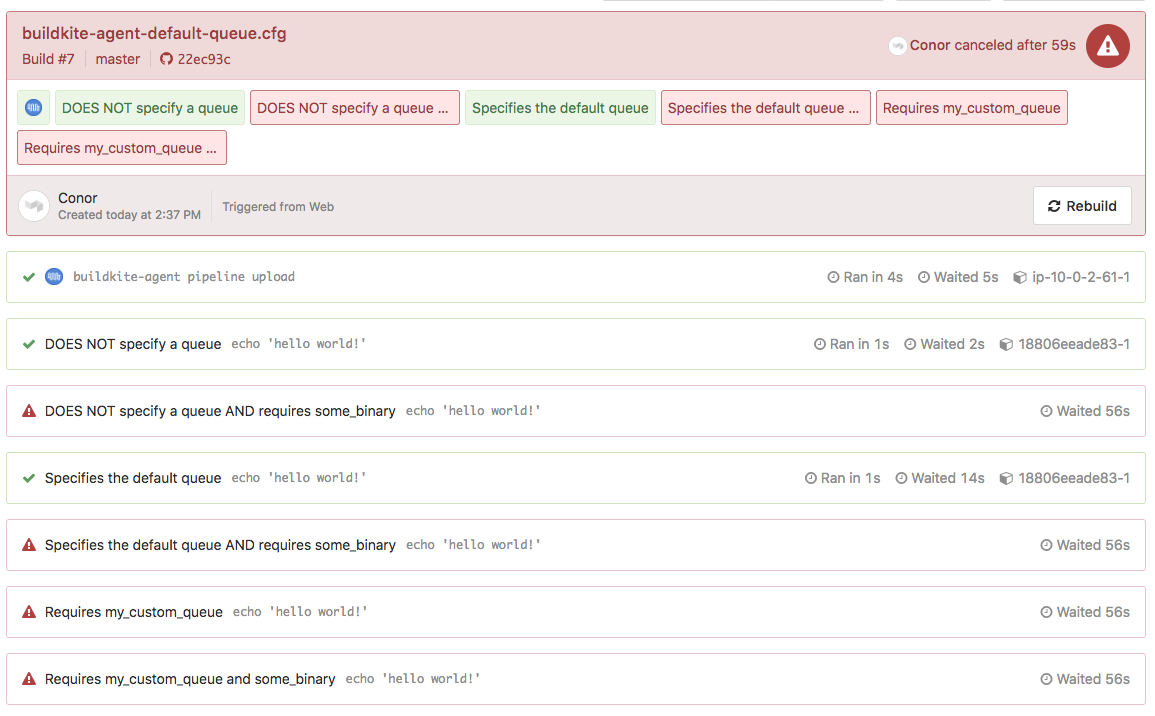 buildkite-agent-default-queue.cfg
Build #7 master 22ec93c
Conor canceled after 59s
DOES NOT specify a queue DOES NOT specify a queue ... Specifies the default queue Specifies the default queue ... Requires my_custom_queue
Requires my_custom_queue ...
Conor
Created today at 2:37 PM
Triggered from Web
Rebuild
buildkite-agent pipeline upload Ran in 4s Waited 5s ip-10-0-2-61-1
DOES NOT specify a queue echo 'hello world!' Ran in 1s Waited 2s 18806eeade83-1
DOES NOT specify a queue AND requires some_binary echo 'hello world!' Waited 56s
Specifies the default queue echo 'hello world!' Ran in 1s Waited 14s 18806eeade83-1
Specifies the default queue AND requires some_binary echo 'hello world!' Waited 56s
Requires my_custom_queue echo 'hello world!' Waited 56s
Requires my_custom_queue and some_binary echo 'hello world!' Waited 56s